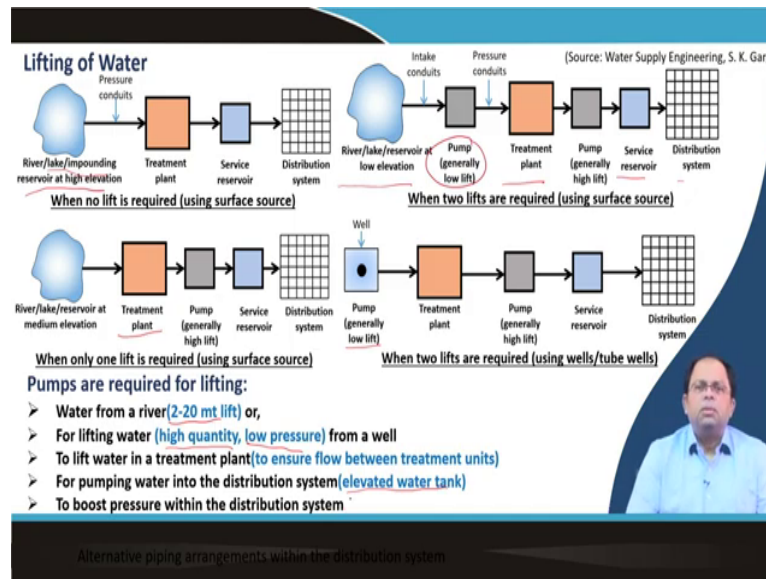 Lifting of Water
Pressure
conduits
River/lake/impounding
reservoir at high elevation
Treatment
plant
Service
reservoir
Distribution
system
When no lift is required (using surface source)
(Source: Water Supply Engineering, S. K. Gar
Intake
conduits
Pressure
conduits
River/lake/reservoir at
low elevation
Pump
(generally
low lift)
Treatment
plant
Pump
(generally
high lift)
Service
reservoir
Distribution
system
When two lifts are required (using surface source)
River/lake/reservoir at
medium elevation
Treatment
plant
Pump
(generally
high lift)
Service
reservoir
Distribution
system
When only one lift is required (using surface source)
Well
Pump
(generally
low lift)
Treatment
plant
Pump
(generally
high lift)
Service
reservoir
Distribution
system
When two lifts are required (using wells/tube wells)
Pumps are required for lifting:
Water from a river(2-20 mt lift) or,
For lifting water (high quantity, low pressure) from a well
To lift water in a treatment plant(to ensure flow between treatment units)
For pumping water into the distribution system(elevated water tank)
To boost pressure within the distribution system
Alternative piping arrangements within the distribution system